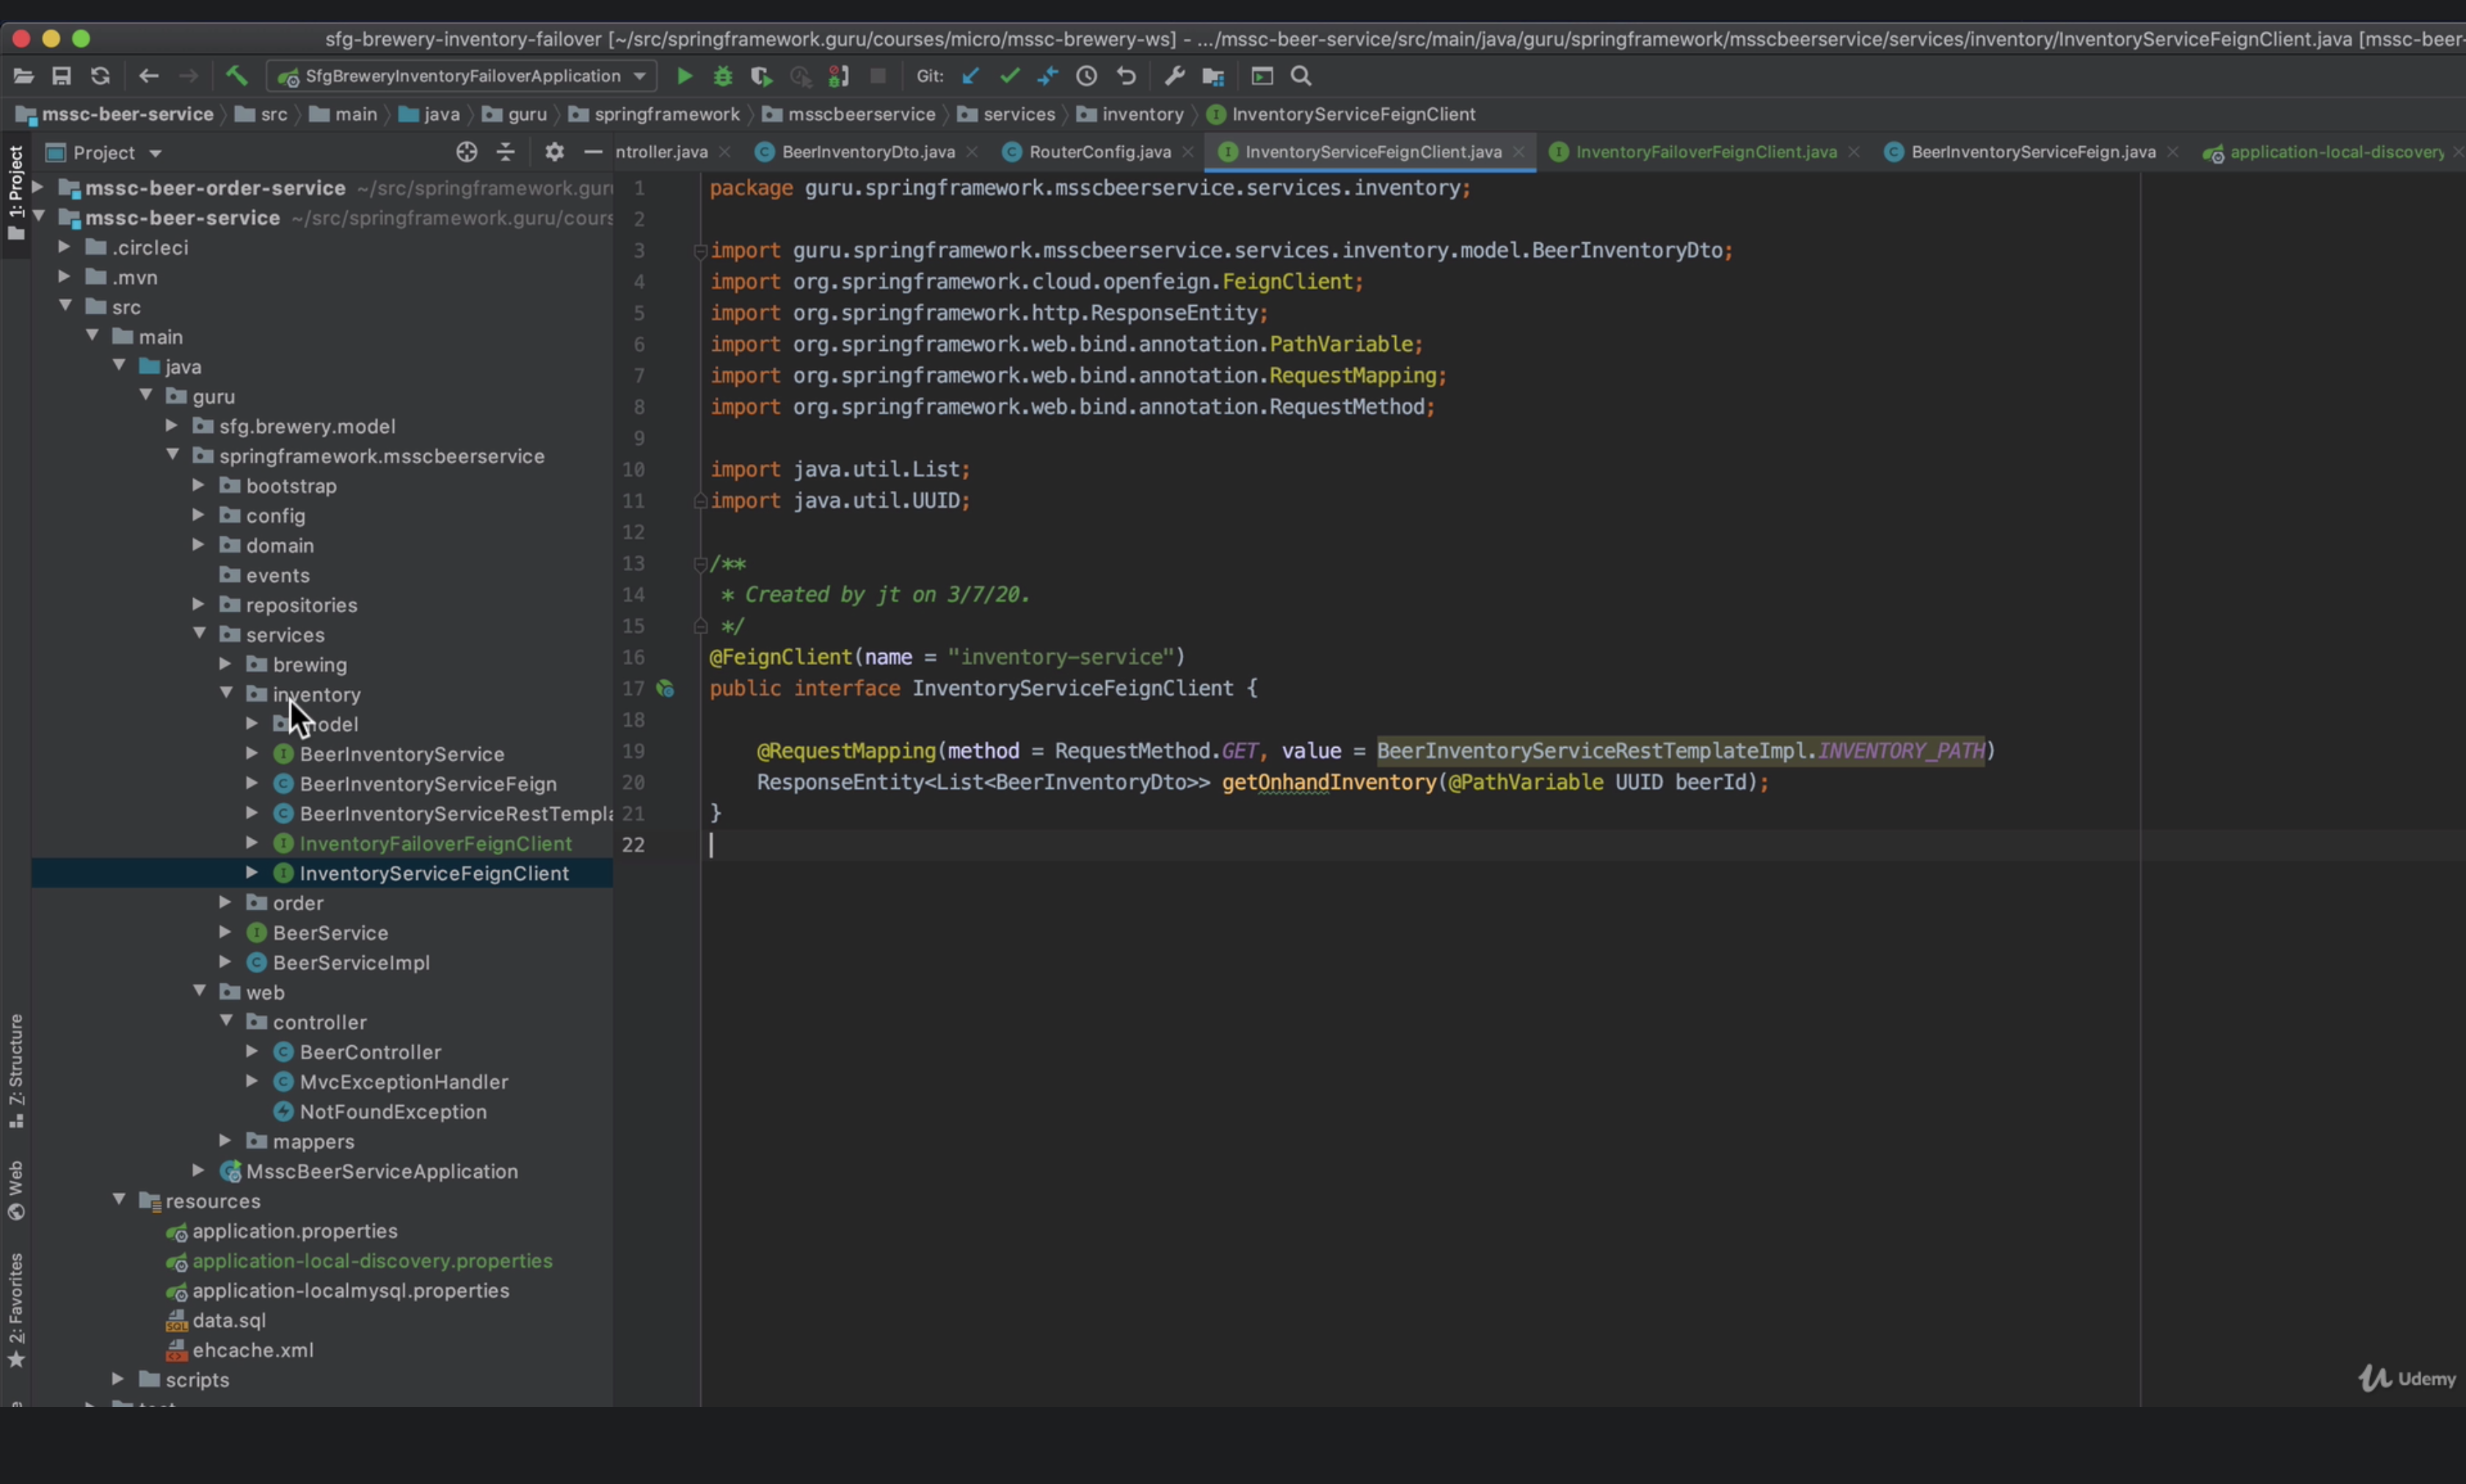 sfg-brewery-inventory-failover [~/src/springframework.guru/courses/micro/mssc-brewery-ws] - .../mssc-beer-service/src/main/java/guru/springframework/msscbeerservice/services/inventory/InventoryServiceFeignClient.java [mssc-beer-
SfgBreweryInventoryFailoverApplication Git:
mssc-beer-service src main java guru springframework msscbeerservice services inventory InventoryServiceFeignClient
1: Project
Project
ntroller.java BeerInventoryDto.java RouterConfig.java InventoryServiceFeignClient.java InventoryFailoverFeignClient.java BeerInventoryServiceFeign.java application-local-discovery
mssc-beer-order-service ~/src/springframework.guru
mssc-beer-service ~/src/springframework.guru/cours
.circleci
.mvn
src
main
java
guru
sfg.brewery.model
springframework.msscbeerservice
bootstrap
config
domain
events
repositories
services
brewing
inventory
odel
BeerInventoryService
BeerInventoryServiceFeign
BeerInventoryServiceRestTempla
InventoryFailoverFeignClient
InventoryServiceFeignClient
order
BeerService
BeerServiceImpl
web
controller
BeerController
MvcExceptionHandler
NotFoundException
mappers
MsscBeerServiceApplication
resources
application.properties
application-local-discovery.properties
application-localmysql.properties
data.sql
ehcache.xml
scripts
7: Structure
Web
2: Favorites
1 package guru.springframework.msscbeerservice.services.inventory;
2
3 import guru.springframework.msscbeerservice.services.inventory.model.BeerInventoryDto;
4 import org.springframework.cloud.openfeign.FeignClient;
5 import org.springframework.http.ResponseEntity;
6 import org.springframework.web.bind.annotation.PathVariable;
7 import org.springframework.web.bind.annotation.RequestMapping;
8 import org.springframework.web.bind.annotation.RequestMethod;
9
10 import java.util.List;
11 import java.util.UUID;
12
13 /**
14 * Created by jt on 3/7/20.
15 */
16 @FeignClient(name = "inventory-service")
17 public interface InventoryServiceFeignClient {
18
19 @RequestMapping(method = RequestMethod.GET, value = BeerInventoryServiceRestTemplateImpl.INVENTORY_PATH)
20 ResponseEntity<List<BeerInventoryDto>> getOnhandInventory(@PathVariable UUID beerId);
21 }
22
Udemy